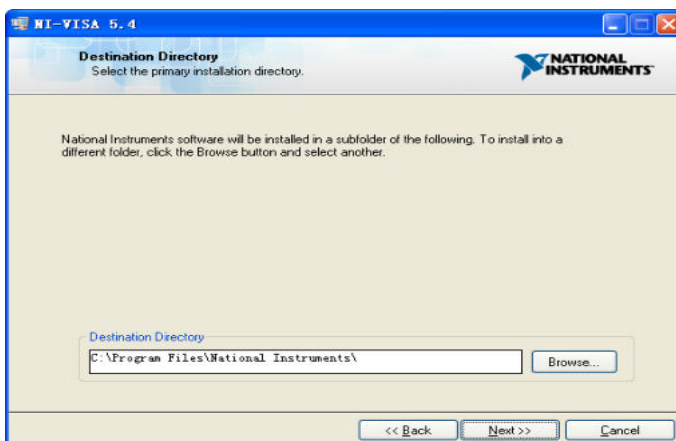 NI-VISA 5.4
Destination Directory
Select the primary installation directory.
NATIONAL
INSTRUMENTS
National Instruments software will be installed in a subfolder of the following. To install into a
different folder, click the Browse button and select another.
Destination Directory
C:\Program Files\National Instruments\
Browse...
<< Back
Next >>
Cancel